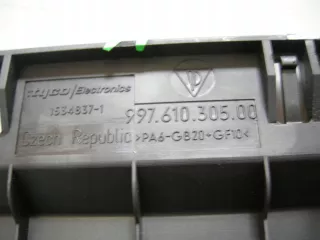 tyco / Electronics
1534837-1
997.610.305.00
Czech Republic >PA6-GB20+GF10<